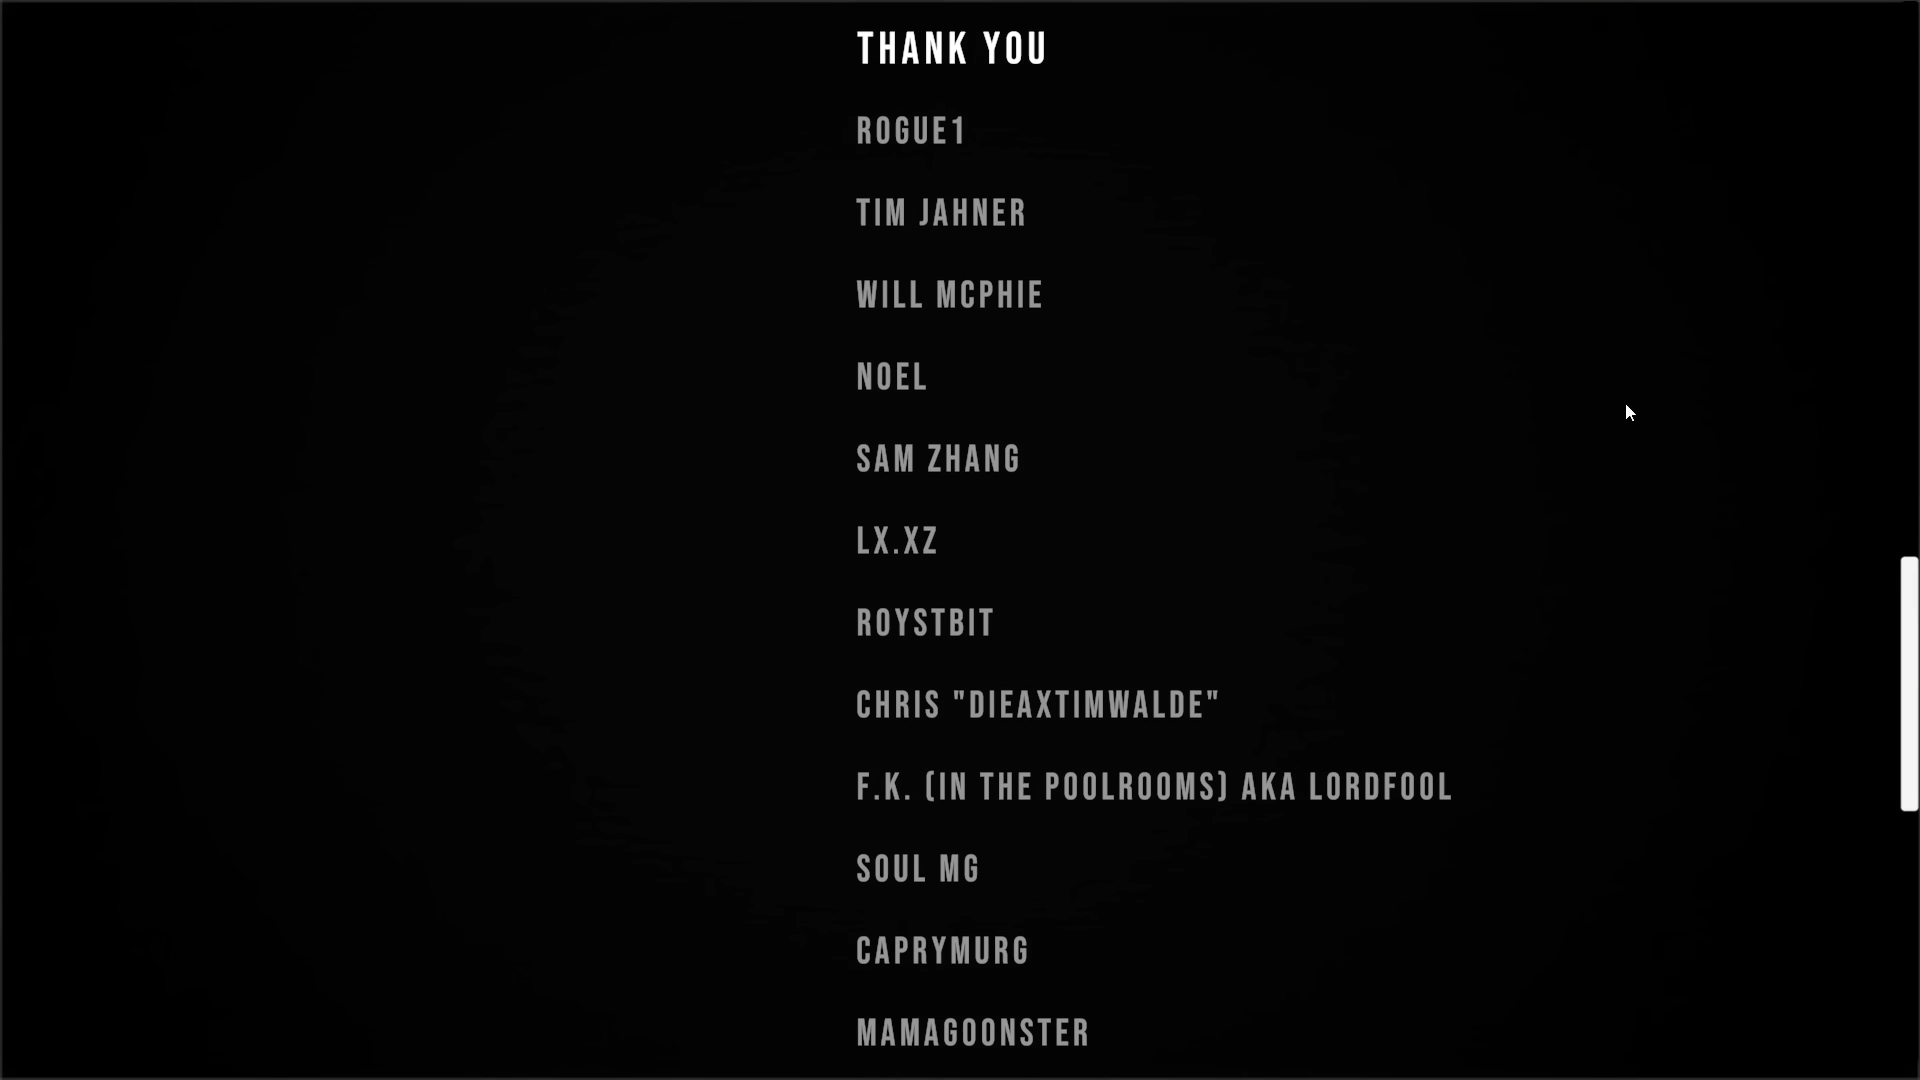 THANK YOU
ROGUE1
TIM JAHNER
WILL MCPHIE
NOEL
SAM ZHANG
LX.XZ
ROYSTBIT
CHRIS "DIEAXTIMWALDE"
F.K. (IN THE POOLROOMS) AKA LORDFOOL
SOUL MG
CAPRYMURG
MAMAGOONSTER